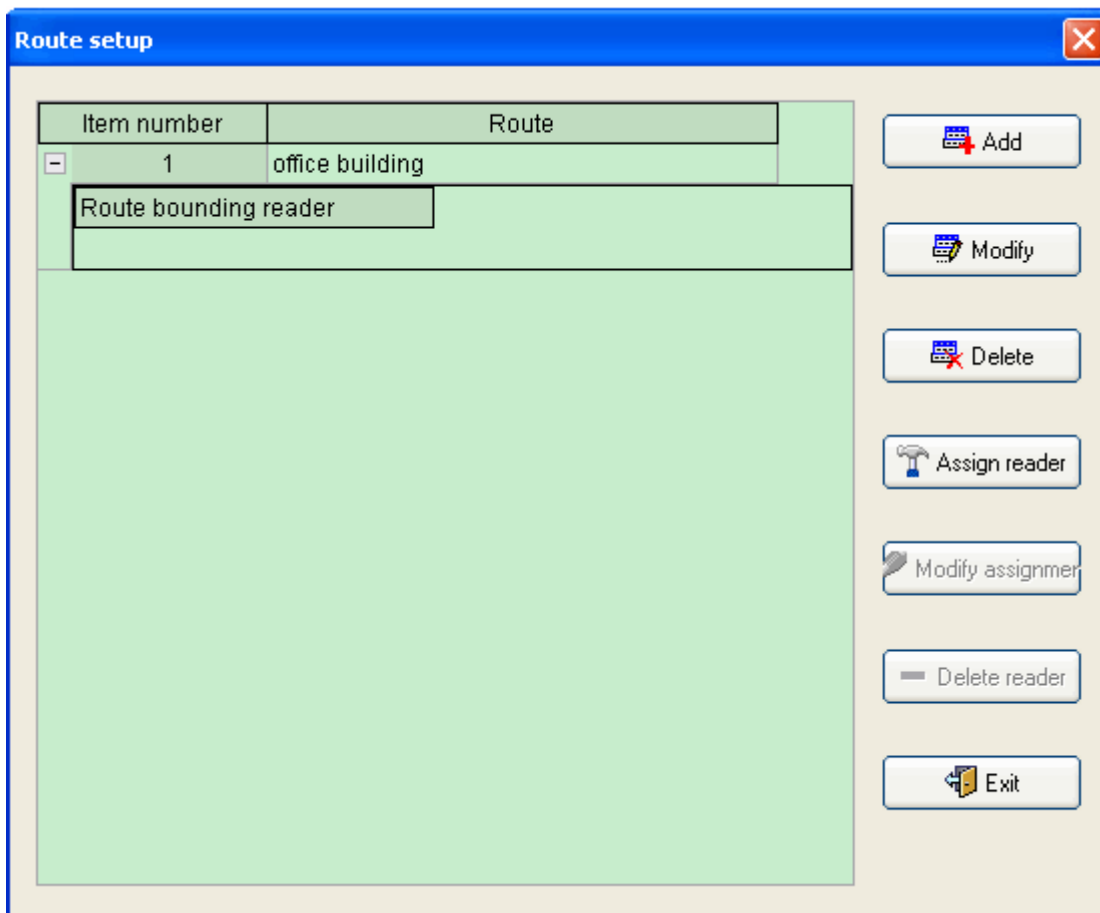 Route setup
Item number Route
1 office building
Route bounding reader
Add
Modify
Delete
Assign reader
Modify assignmer
Delete reader
Exit